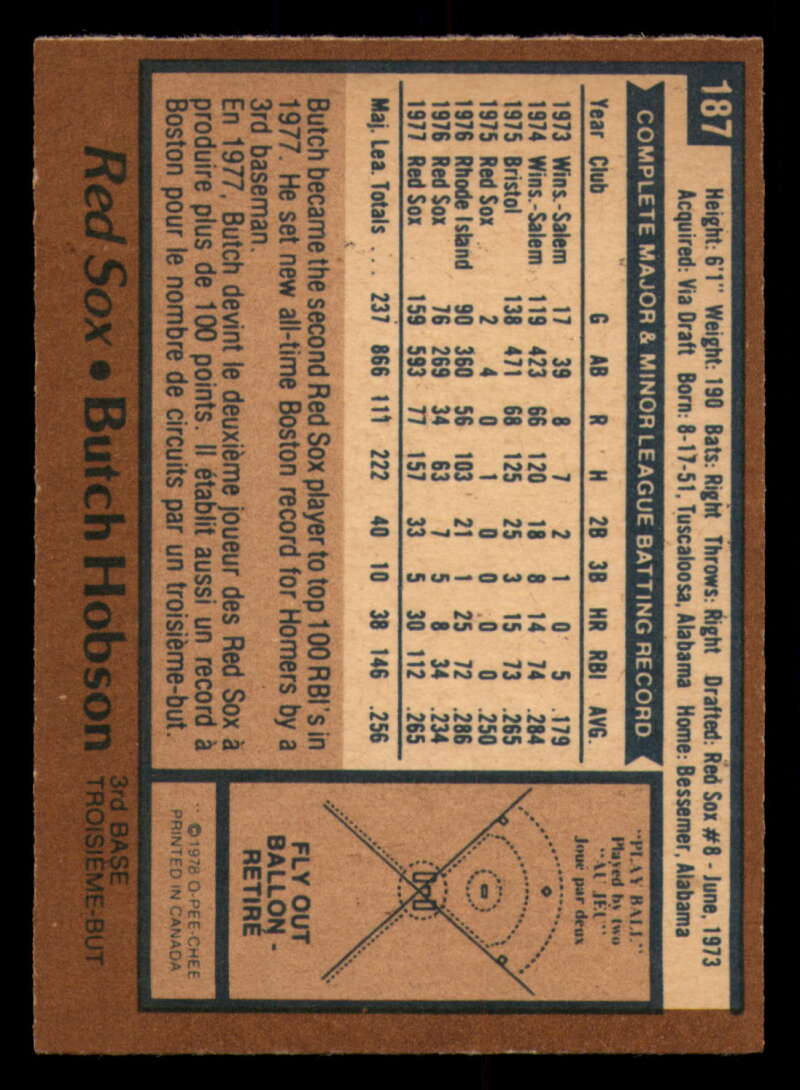 187
Height: 6'1" Weight: 190 Bats: Right Throws: Right Drafted: Red Sox #8 - June, 1973
Acquired: Via Draft Born: 8-17-51, Tuscaloosa, Alabama Home: Bessemer, Alabama
COMPLETE MAJOR & MINOR LEAGUE BATTING RECORD
Year Club G AB R H 2B 3B HR RBI AVG.
1973 Wins.-Salem 17 39 8 7 2 1 0 5 .179
1974 Wins.-Salem 119 423 66 120 18 8 14 74 .284
1975 Bristol 138 471 68 125 25 3 15 73 .265
1975 Red Sox 2 4 0 1 0 0 0 0 .250
1976 Rhode Island 90 360 56 103 21 1 25 72 .286
1976 Red Sox 76 269 34 63 7 5 8 34 .234
1977 Red Sox 159 593 77 157 33 5 30 112 .265
Maj. Lea. Totals . . . 237 866 111 222 40 10 38 146 .256
Butch became the second Red Sox player to top 100 RBI's in
1977. He set new all-time Boston record for Homers by a
3rd baseman.
En 1977, Butch devint le deuxième joueur des Red Sox à
produire plus de 100 points. Il établit aussi un record à
Boston pour le nombre de circuits par un troisième-but.
"PLAY BALL"
Played by two
"AU JEU"
Joué par deux
FLY OUT
BALLON -
RETIRÉ
© 1978 O-PEE-CHEE
PRINTED IN CANADA
Red Sox • Butch Hobson
3rd BASE
TROISIÈME-BUT